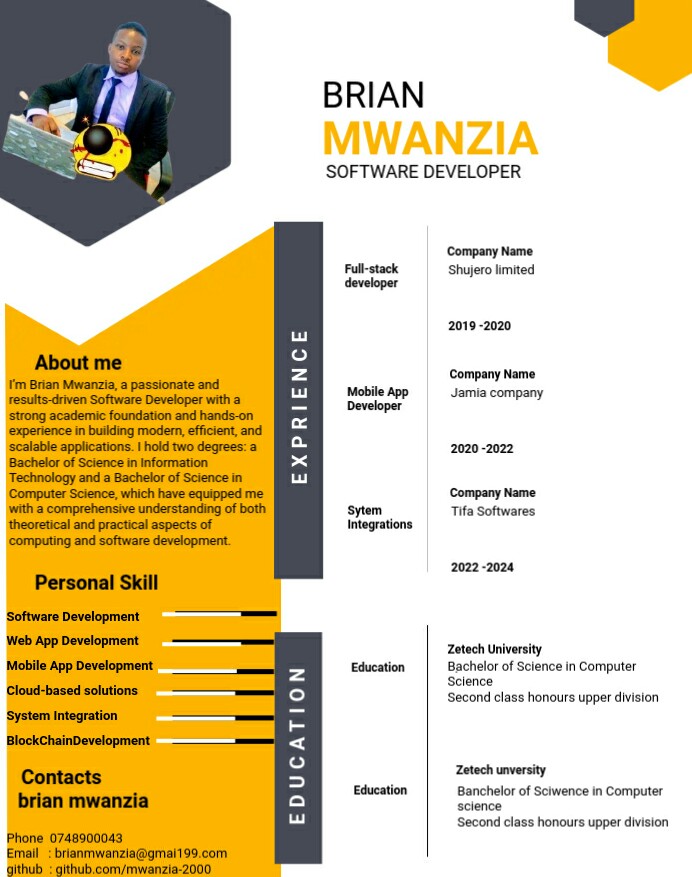 BRIAN
MWANZIA
SOFTWARE DEVELOPER
About me
I'm Brian Mwanzia, a passionate and
results-driven Software Developer with a
strong academic foundation and hands-on
experience in building modern, efficient, and
scalable applications. I hold two degrees: a
Bachelor of Science in Information
Technology and a Bachelor of Science in
Computer Science, which have equipped me
with a comprehensive understanding of both
theoretical and practical aspects of
computing and software development.
Personal Skill
Software Development
Web App Development
Mobile App Development
Cloud-based solutions
System Integration
BlockChainDevelopment
Contacts
brian mwanzia
Phone 0748900043
Email : brianmwanzia@gmai199.com
github : github.com/mwanzia-2000
EXPRIENCE
Full-stack
developer
Company Name
Shujero limited
2019 -2020
Mobile App
Developer
Company Name
Jamia company
2020 -2022
Sytem
Integrations
Company Name
Tifa Softwares
2022 -2024
EDUCATION
Education
Zetech University
Bachelor of Science in Computer
Science
Second class honours upper division
Education
Zetech unversity
Banchelor of Sciwence in Computer
science
Second class honours upper division